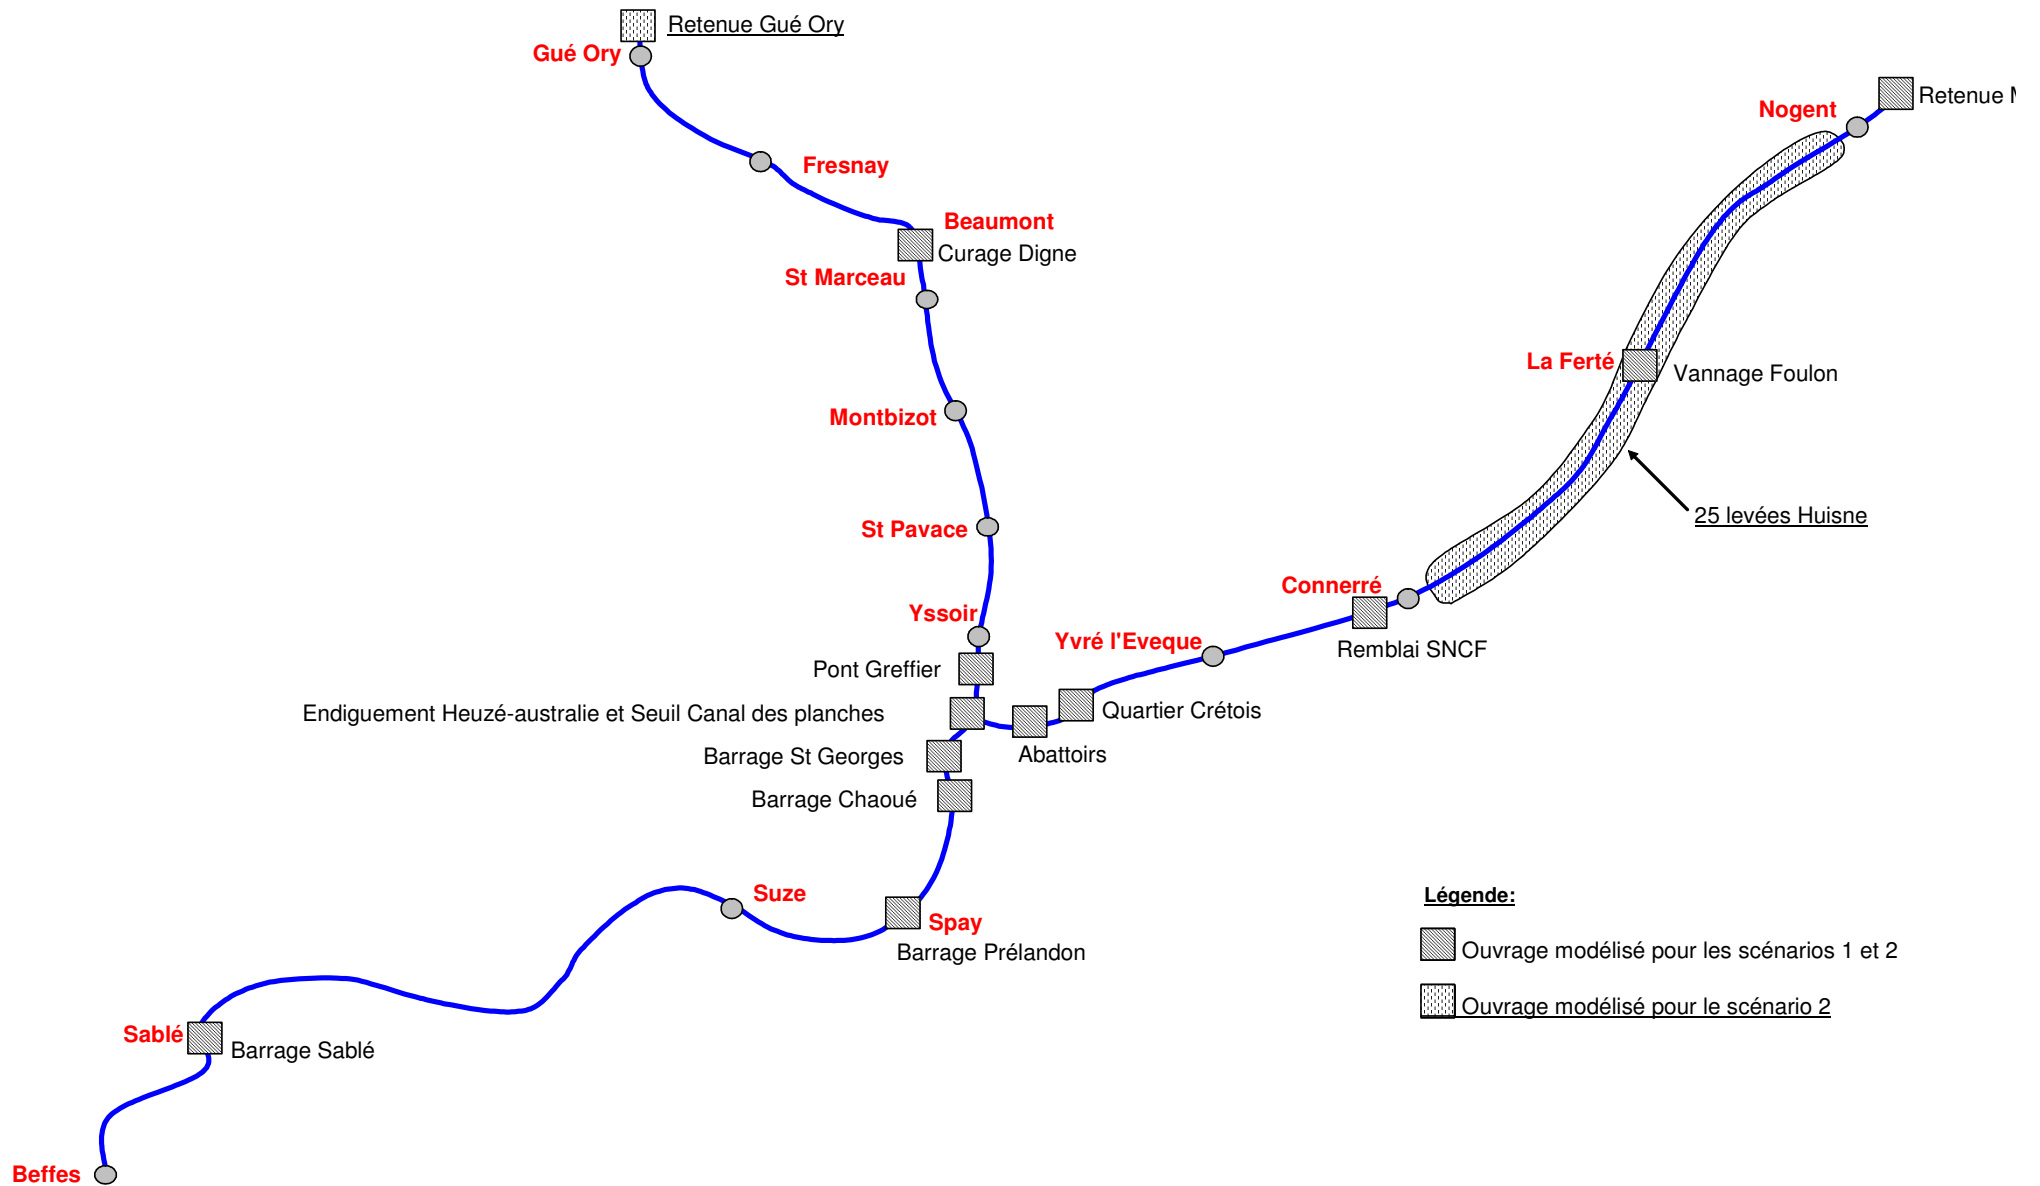 Retenue Gué Ory
Gué Ory
Retenue
Nogent
Fresnay
Beaumont
Curage Digne
St Marceau
La Ferté
Vannage Foulon
Montbizot
25 levées Huisne
St Pavace
Connerré
Yssoir
Yvré l'Eveque
Remblai SNCF
Pont Greffier
Endiguement Heuzé-australie et Seuil Canal des planches
Quartier Crétois
Barrage St Georges
Abattoirs
Barrage Chaoué
Suze
Spay
Barrage Prélandon
Légende:
Ouvrage modélisé pour les scénarios 1 et 2
Ouvrage modélisé pour le scénario 2
Sablé
Barrage Sablé
Beffes